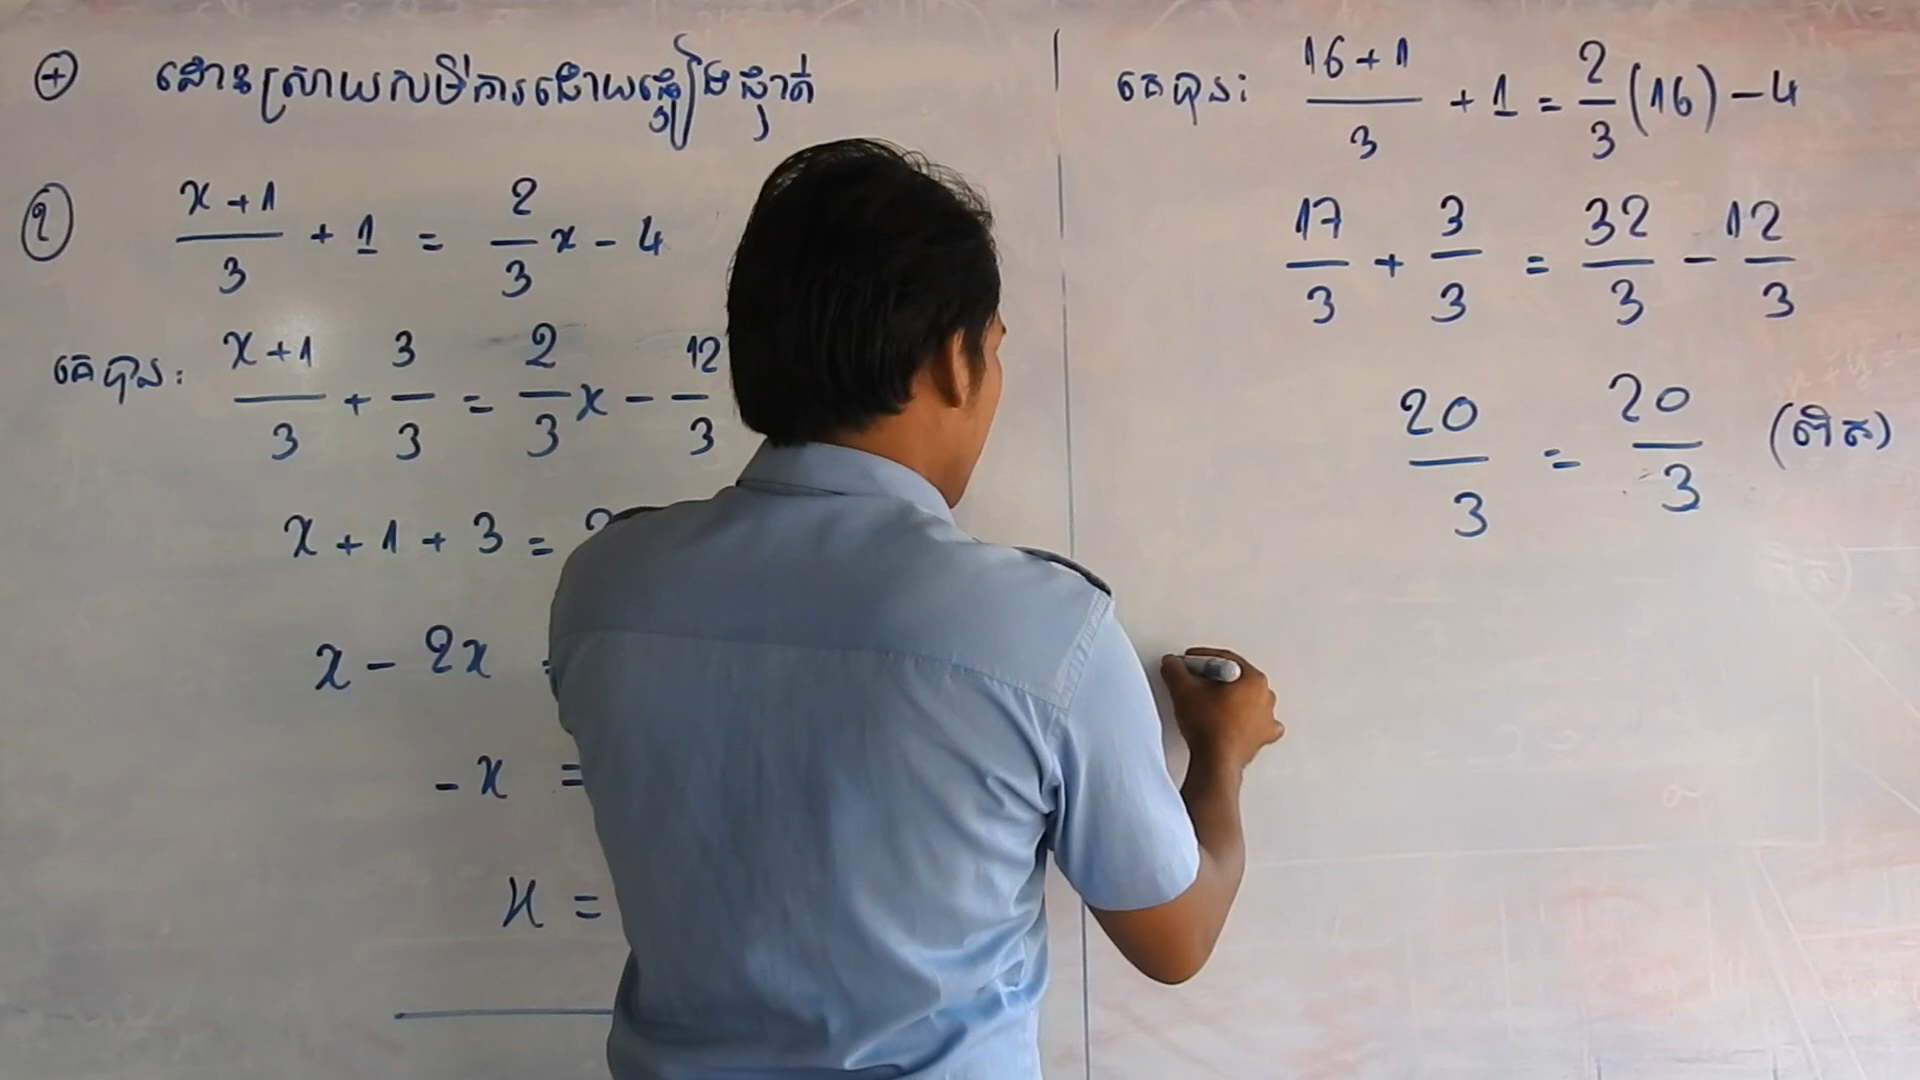 ⊕ ដោះស្រាយសមីការដោយផ្ទៀងផ្ទាត់
២ (x+1)/3 + 1 = 2/3 x - 4
គេបាន: (x+1)/3 + 3/3 = 2/3 x - 12/3
x + 1 + 3 =
x - 2x
-x =
x =
គេបាន: (16+1)/3 + 1 = 2/3 (16) - 4
17/3 + 3/3 = 32/3 - 12/3
20/3 = 20/3 (ពិត)